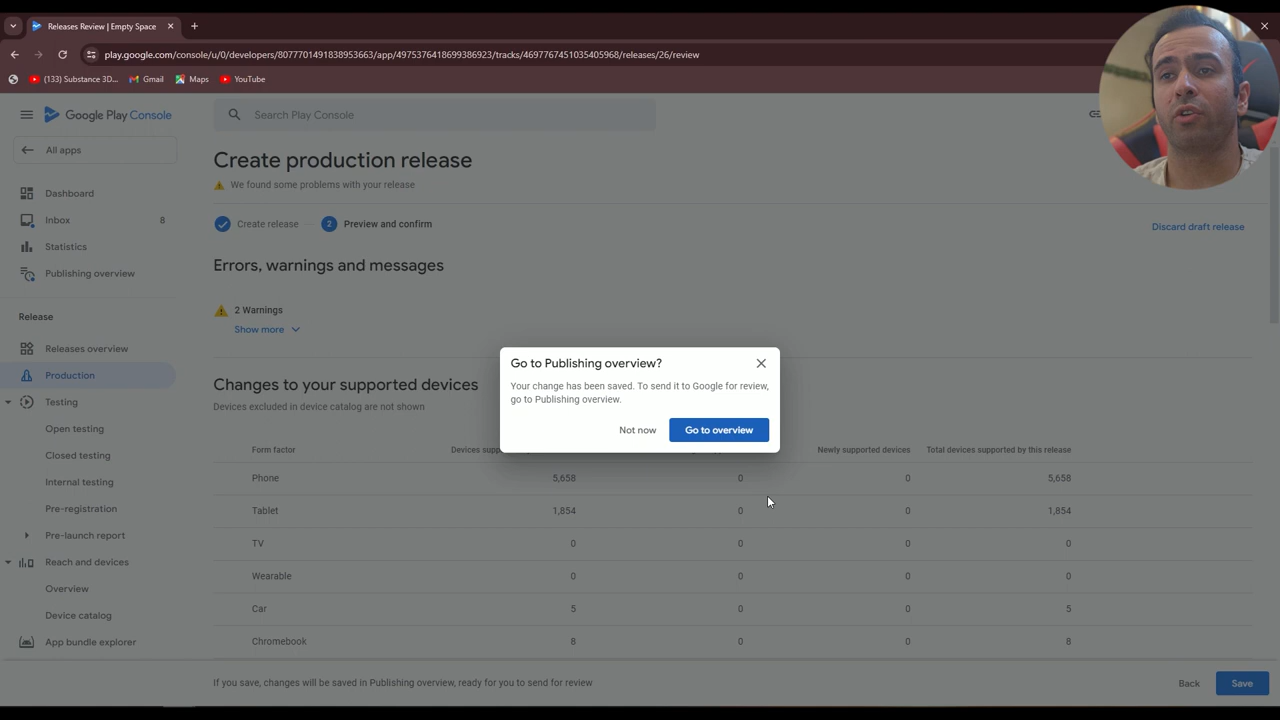 Releases Review | Empty Space
play.google.com/console/u/0/developers/8077701491838953663/app/4975376418699386923/tracks/4697767451035405968/releases/26/review
(133) Substance 3D...
Gmail
Maps
YouTube
Google Play Console
Search Play Console
All apps
Dashboard
Inbox
8
Statistics
Publishing overview
Release
Releases overview
Production
Testing
Open testing
Closed testing
Internal testing
Pre-registration
Pre-launch report
Reach and devices
Overview
Device catalog
App bundle explorer
Create production release
We found some problems with your release
Create release
2
Preview and confirm
Discard draft release
Errors, warnings and messages
2 Warnings
Show more
Changes to your supported devices
Devices excluded in device catalog are not shown
Go to Publishing overview?
Your change has been saved. To send it to Google for review,
go to Publishing overview.
Not now
Go to overview
Form factor
Newly supported devices
Total devices supported by this release
Phone 5,658 0 0 5,658
Tablet 1,854 0 0 1,854
TV 0 0 0 0
Wearable 0 0 0 0
Car 5 0 0 5
Chromebook 8 0 0 8
If you save, changes will be saved in Publishing overview, ready for you to send for review
Back
Save